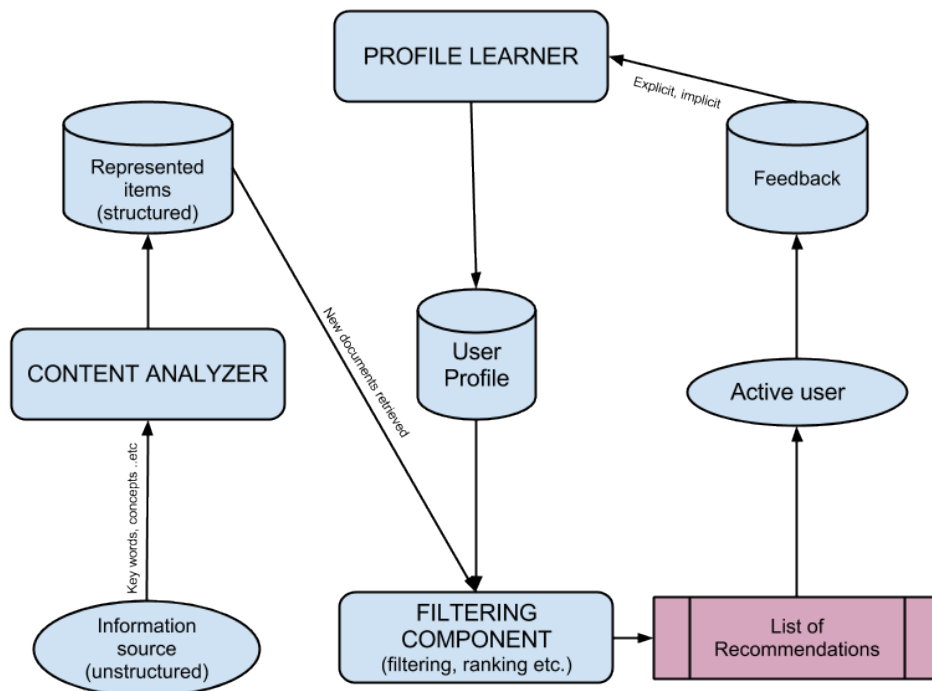 PROFILE LEARNER
Explicit, implicit
Represented
items
(structured)
Feedback
New documents retrieved
User
Profile
CONTENT ANALYZER
Active user
Key words, concepts ..etc
Information
source
(unstructured)
FILTERING
COMPONENT
(filtering, ranking etc.)
List of
Recommendations